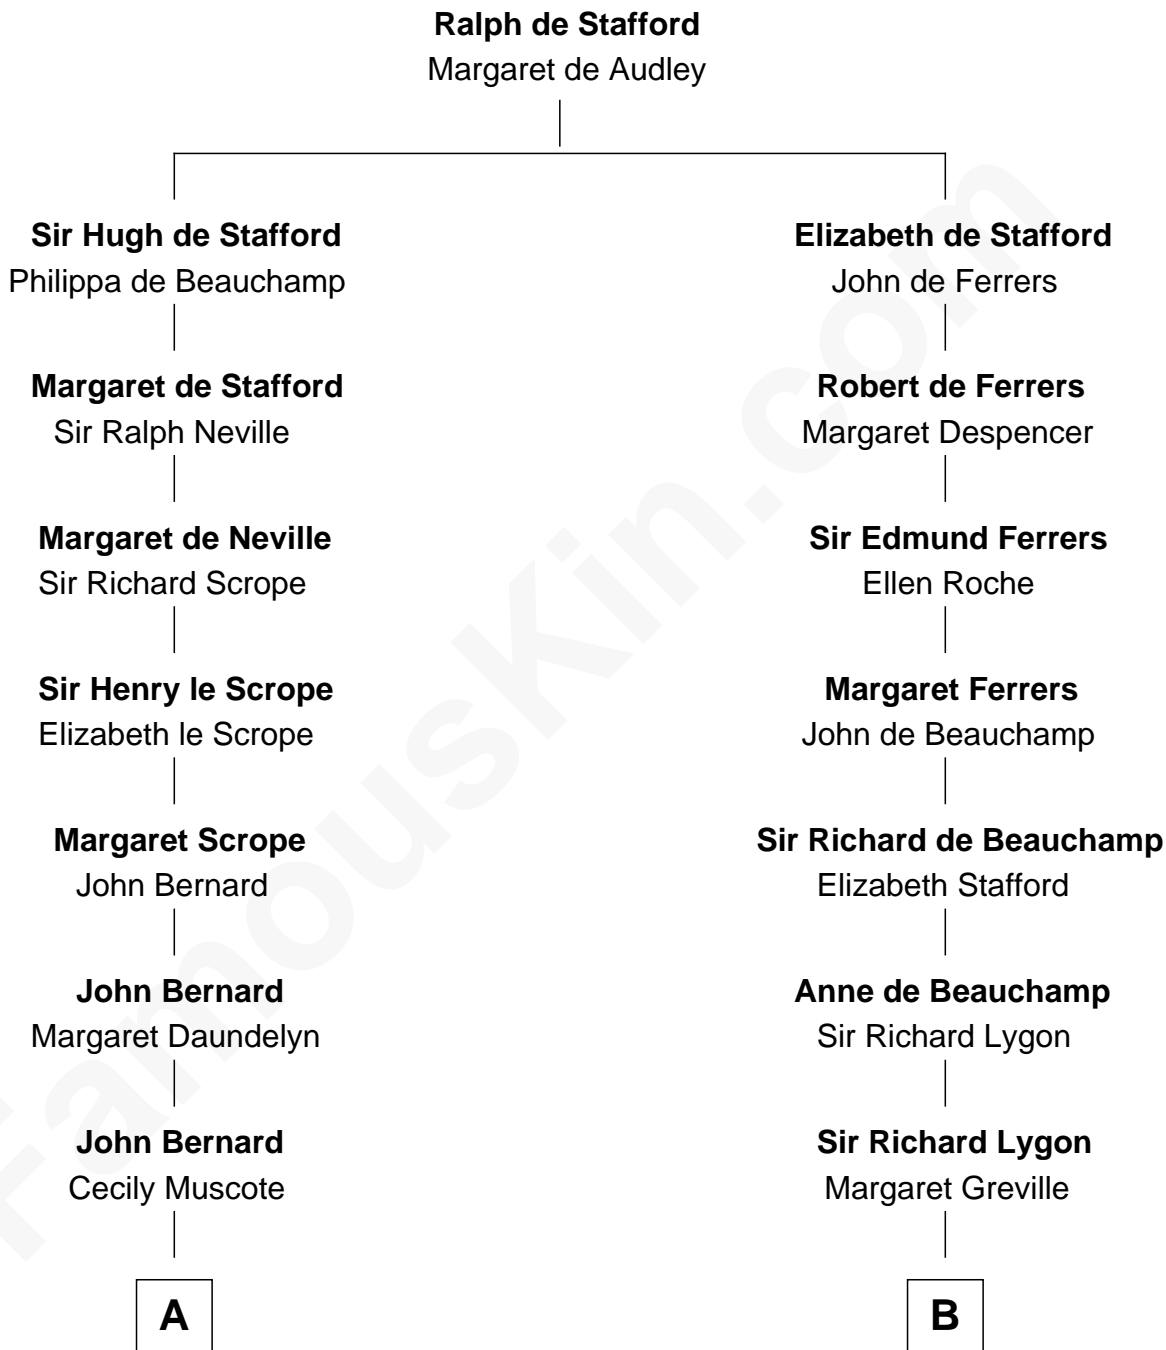 Ralph de Stafford
Margaret de Audley
Sir Hugh de Stafford
Philippa de Beauchamp
Margaret de Stafford
Sir Ralph Neville
Margaret de Neville
Sir Richard Scrope
Sir Henry le Scrope
Elizabeth le Scrope
Margaret Scrope
John Bernard
John Bernard
Margaret Daundelyn
John Bernard
Cecily Muscote
A
Elizabeth de Stafford
John de Ferrers
Robert de Ferrers
Margaret Despencer
Sir Edmund Ferrers
Ellen Roche
Margaret Ferrers
John de Beauchamp
Sir Richard de Beauchamp
Elizabeth Stafford
Anne de Beauchamp
Sir Richard Lygon
Sir Richard Lygon
Margaret Greville
B
FamousKin.com